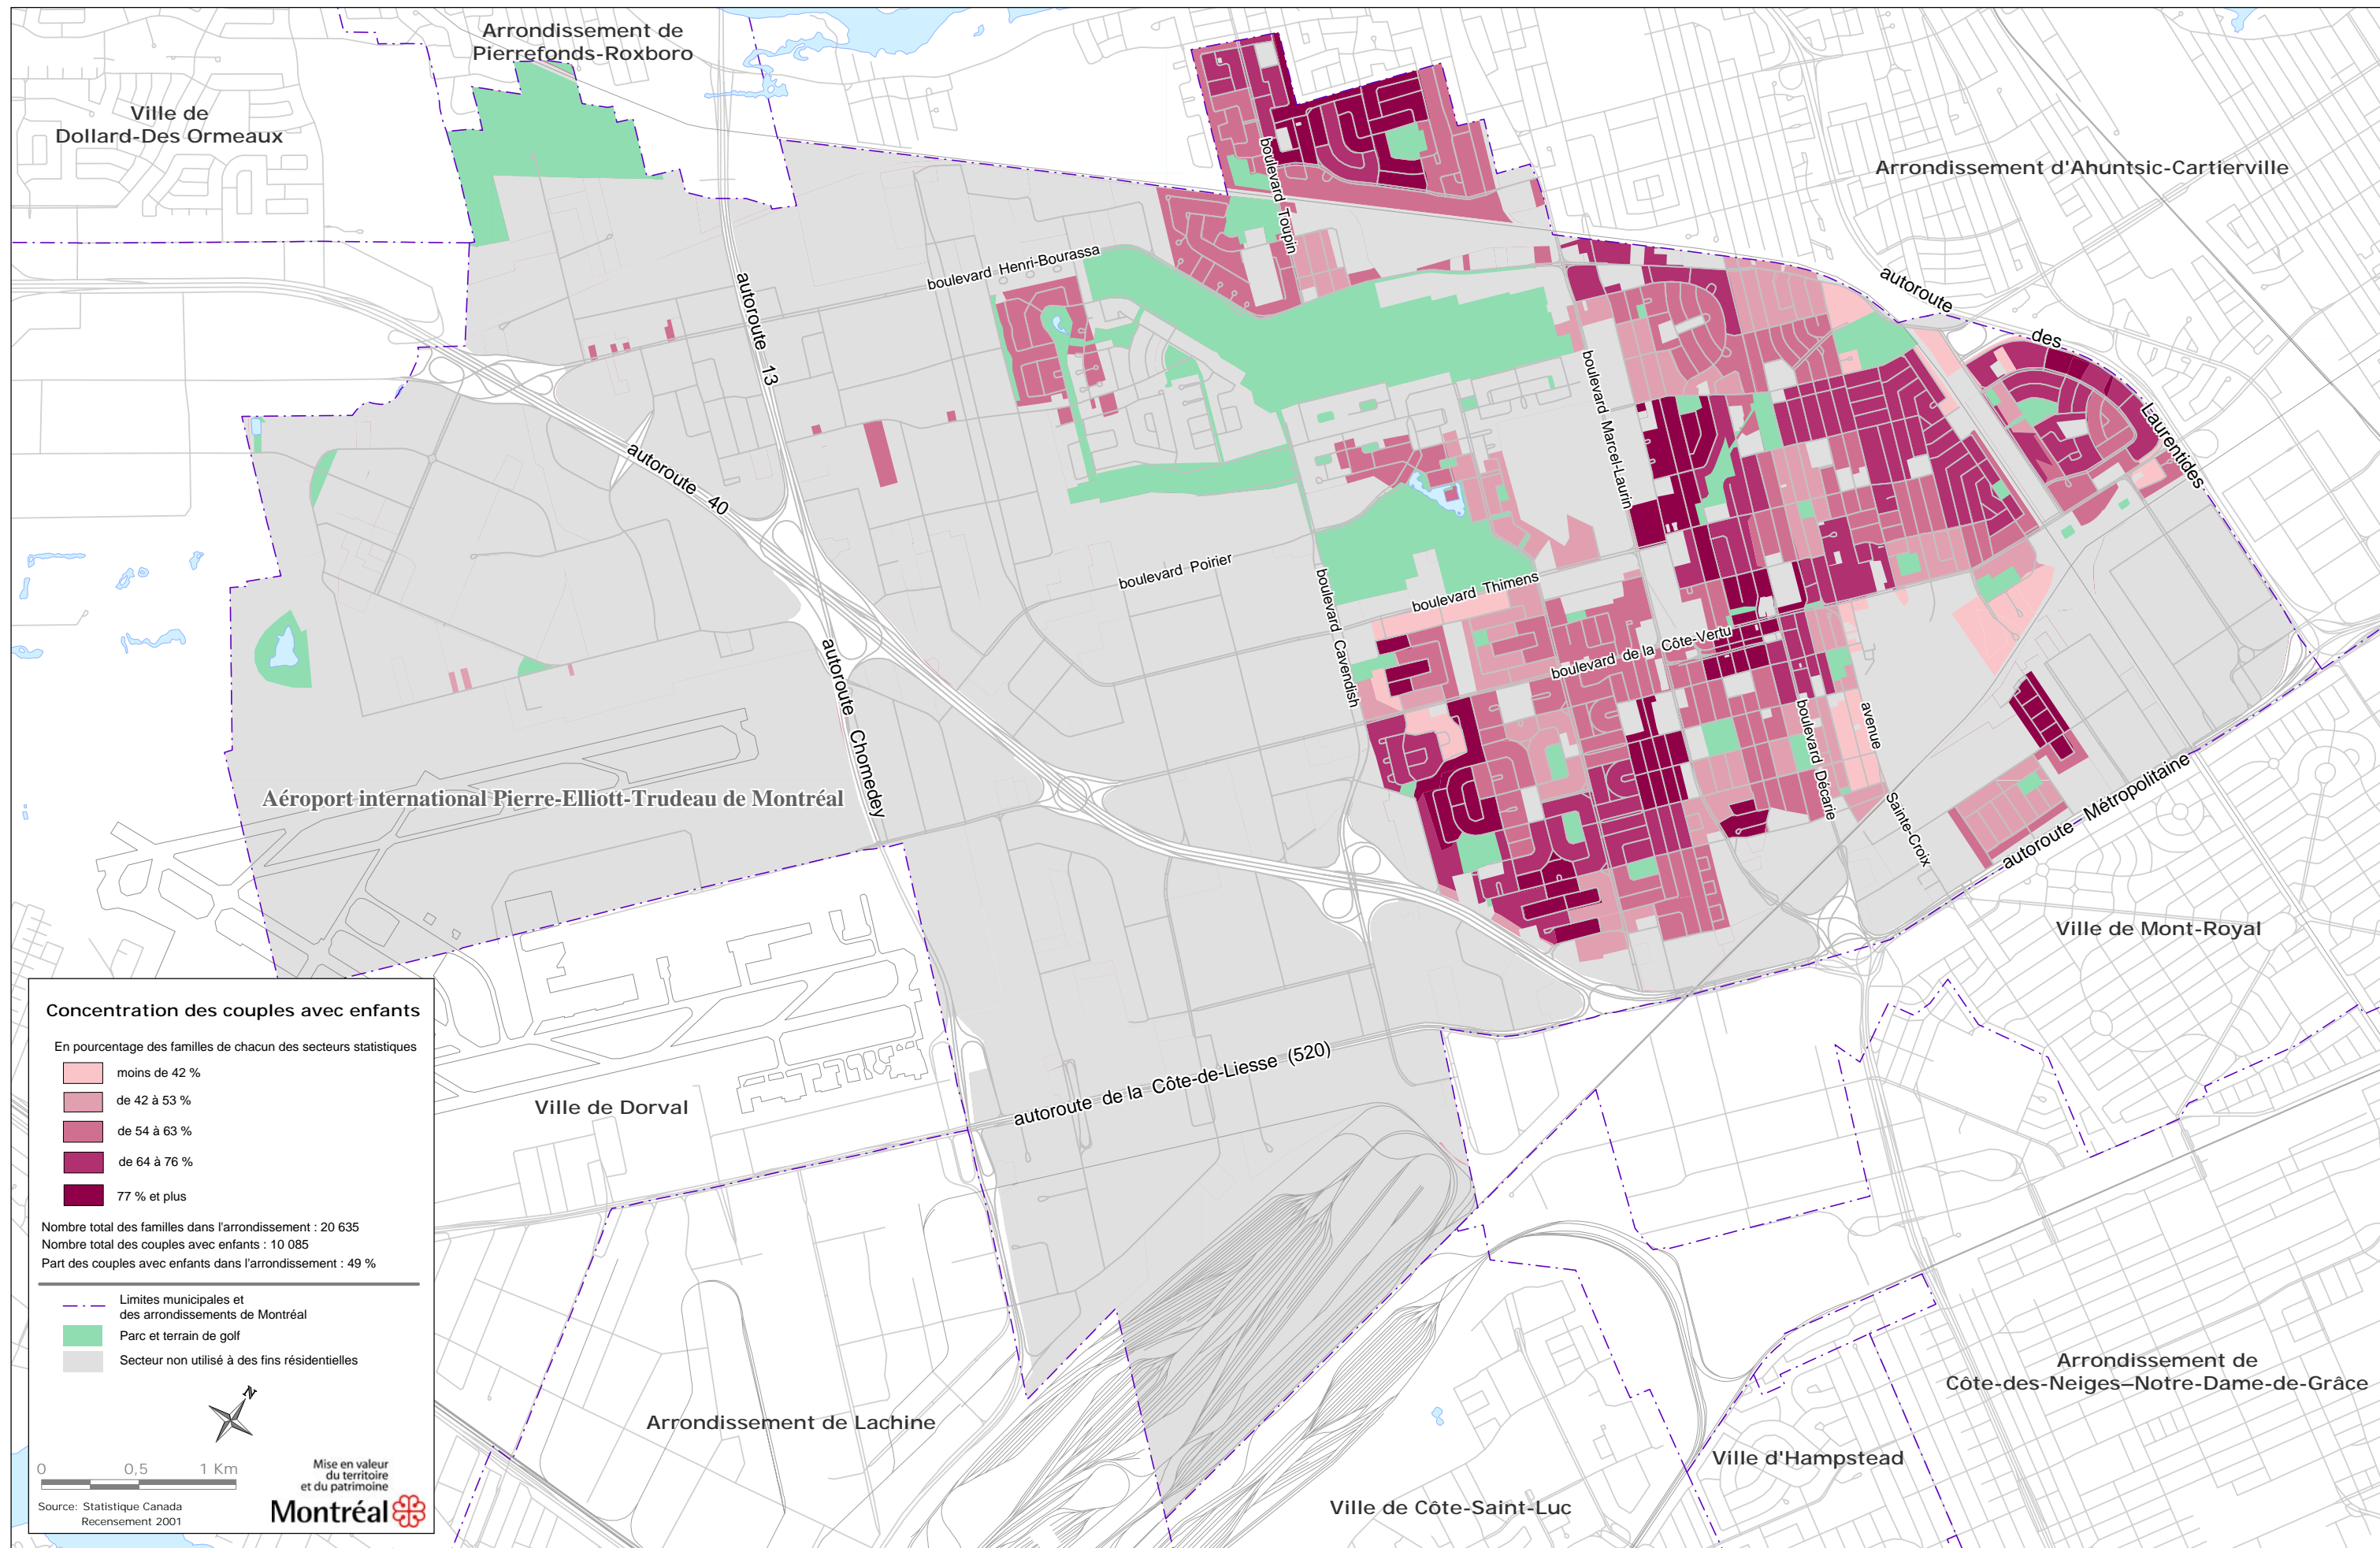 Arrondissement de
Pierrefonds-Roxboro
Ville de
Dollard-Des Ormeaux
Arrondissement d'Ahuntsic-Cartierville
boulevard Toupin
boulevard Henri-Bourassa
autoroute 13
autoroute des Laurentides
boulevard Marcel-Laurin
autoroute 40
boulevard Poirier
boulevard Cavendish
boulevard Thimens
boulevard de la Côte-Vertu
autoroute Chomedey
boulevard Décarie
avenue Sainte-Croix
Aéroport international Pierre-Elliott-Trudeau de Montréal
autoroute Métropolitaine
Ville de Mont-Royal
autoroute de la Côte-de-Liesse (520)
Ville de Dorval
Arrondissement de Lachine
Ville de Côte-Saint-Luc
Ville d'Hampstead
Arrondissement de
Côte-des-Neiges–Notre-Dame-de-Grâce
Concentration des couples avec enfants
En pourcentage des familles de chacun des secteurs statistiques
moins de 42 %
de 42 à 53 %
de 54 à 63 %
de 64 à 76 %
77 % et plus
Nombre total des familles dans l'arrondissement : 20 635
Nombre total des couples avec enfants : 10 085
Part des couples avec enfants dans l'arrondissement : 49 %
Limites municipales et
des arrondissements de Montréal
Parc et terrain de golf
Secteur non utilisé à des fins résidentielles
N
0 0,5 1 Km
Source: Statistique Canada
Recensement 2001
Mise en valeur
du territoire
et du patrimoine
Montréal